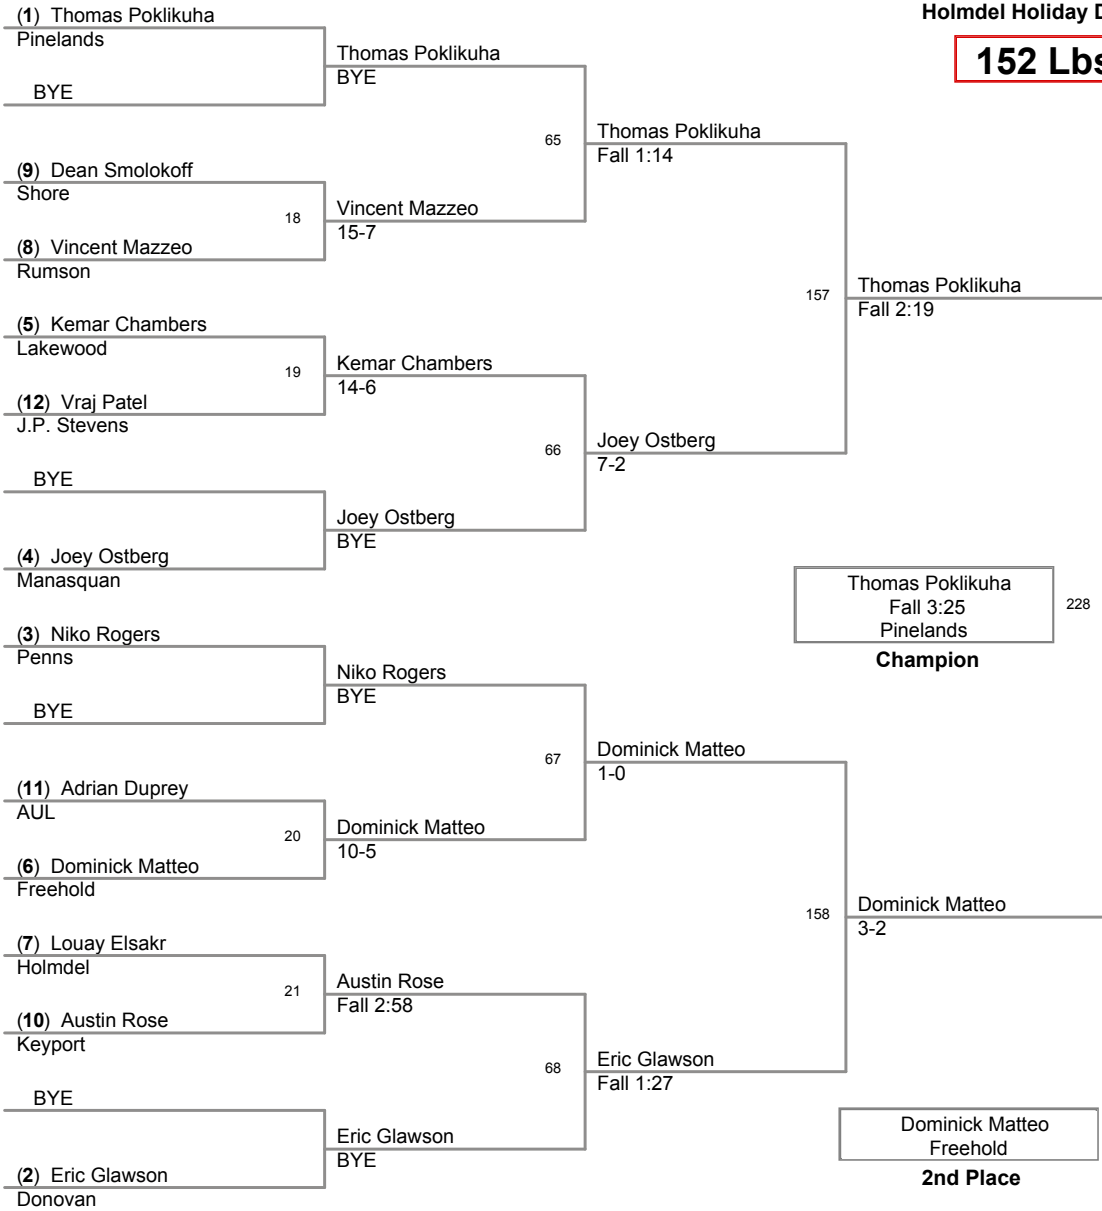 Holmdel Holiday D
152 Lbs
(1) Thomas Poklikuha
Pinelands
BYE
(9) Dean Smolokoff
Shore
(8) Vincent Mazzeo
Rumson
(5) Kemar Chambers
Lakewood
(12) Vraj Patel
J.P. Stevens
BYE
(4) Joey Ostberg
Manasquan
(3) Niko Rogers
Penns
BYE
(11) Adrian Duprey
AUL
(6) Dominick Matteo
Freehold
(7) Louay Elsakr
Holmdel
(10) Austin Rose
Keyport
BYE
(2) Eric Glawson
Donovan
18
19
20
21
Thomas Poklikuha
BYE
Vincent Mazzeo
15-7
Kemar Chambers
14-6
Joey Ostberg
BYE
Niko Rogers
BYE
Dominick Matteo
10-5
Austin Rose
Fall 2:58
Eric Glawson
BYE
65
66
67
68
Thomas Poklikuha
Fall 1:14
Joey Ostberg
7-2
Dominick Matteo
1-0
Eric Glawson
Fall 1:27
157
158
Thomas Poklikuha
Fall 2:19
Dominick Matteo
3-2
Thomas Poklikuha
Fall 3:25
Pinelands
228
Champion
Dominick Matteo
Freehold
2nd Place